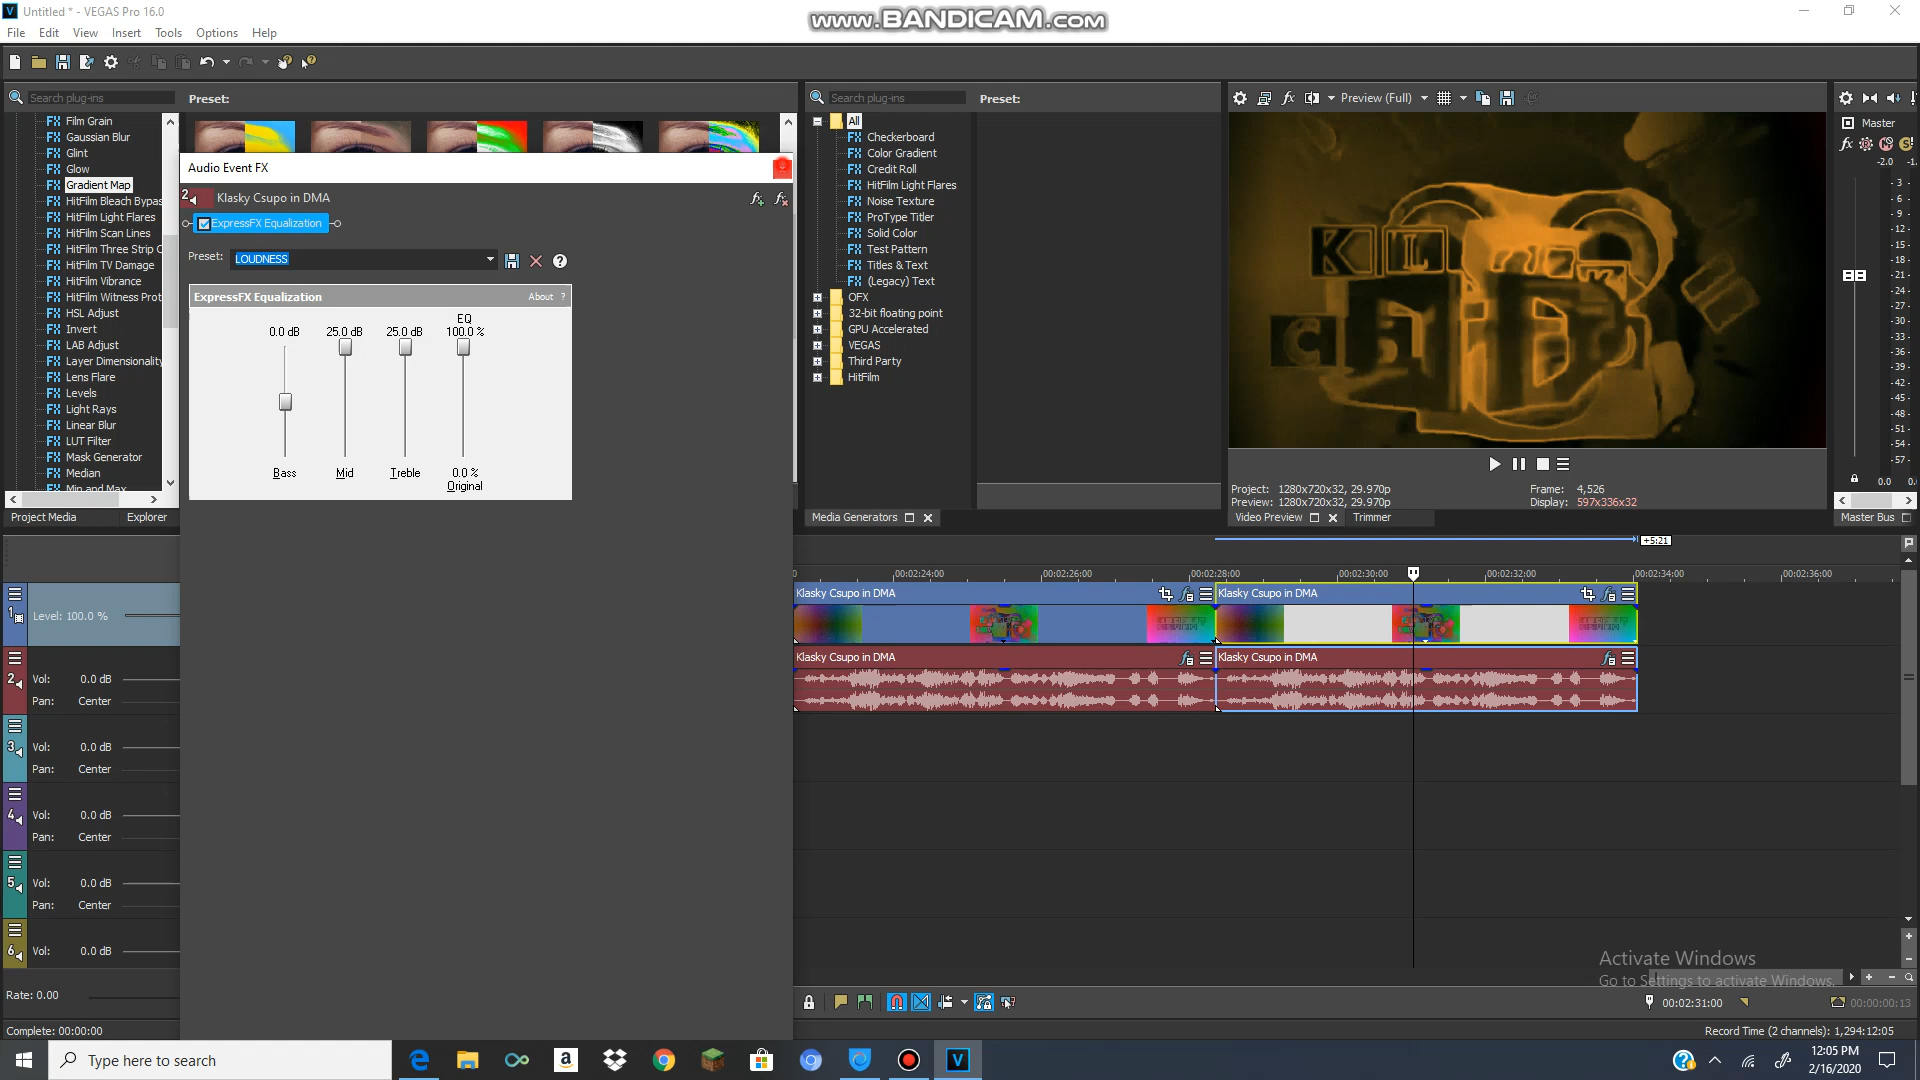 Untitled * - VEGAS Pro 16.0
www.BANDICAM.com
File Edit View Insert Tools Options Help
Search plug-ins
Preset:
Film Grain
Gaussian Blur
Glint
Glow
Gradient Map
HitFilm Bleach Bypas
HitFilm Light Flares
HitFilm Scan Lines
HitFilm Three Strip C
HitFilm TV Damage
HitFilm Vibrance
HitFilm Witness Prot
HSL Adjust
Invert
LAB Adjust
Layer Dimensionality
Lens Flare
Levels
Light Rays
Linear Blur
LUT Filter
Mask Generator
Median
Min and Max
Project Media Explorer
Audio Event FX
2 Klasky Csupo in DMA
ExpressFX Equalization
Preset: LOUDNESS
ExpressFX Equalization About ?
EQ
0.0 dB 25.0 dB 25.0 dB 100.0 %
Bass Mid Treble 0.0 %
Original
Search plug-ins
Preset:
All
Checkerboard
Color Gradient
Credit Roll
HitFilm Light Flares
Noise Texture
ProType Titler
Solid Color
Test Pattern
Titles & Text
(Legacy) Text
OFX
32-bit floating point
GPU Accelerated
VEGAS
Third Party
HitFilm
Media Generators
Preview (Full)
K L
C
Project: 1280x720x32, 29.970p
Preview: 1280x720x32, 29.970p
Frame: 4,526
Display: 597x336x32
Video Preview Trimmer
Master
-2.0
-3
-6
-9
-12
-15
-18
-21
-24
-27
-30
-33
-36
-39
-42
-45
-48
-51
-54
-57
0.0
Master Bus
+5:21
00:02:24:00 00:02:26:00 00:02:28:00 00:02:30:00 00:02:32:00 00:02:34:00 00:02:36:00
1 Level: 100.0 %
Klasky Csupo in DMA Klasky Csupo in DMA
Klasky Csupo in DMA Klasky Csupo in DMA
2 Vol: 0.0 dB
Pan: Center
3 Vol: 0.0 dB
Pan: Center
4 Vol: 0.0 dB
Pan: Center
5 Vol: 0.0 dB
Pan: Center
6 Vol: 0.0 dB
Rate: 0.00
Complete: 00:00:00
Activate Windows
Go to Settings to activate Windows.
00:02:31:00 00:00:00:13
Record Time (2 channels): 1,294:12:05
Type here to search
12:05 PM
2/16/2020